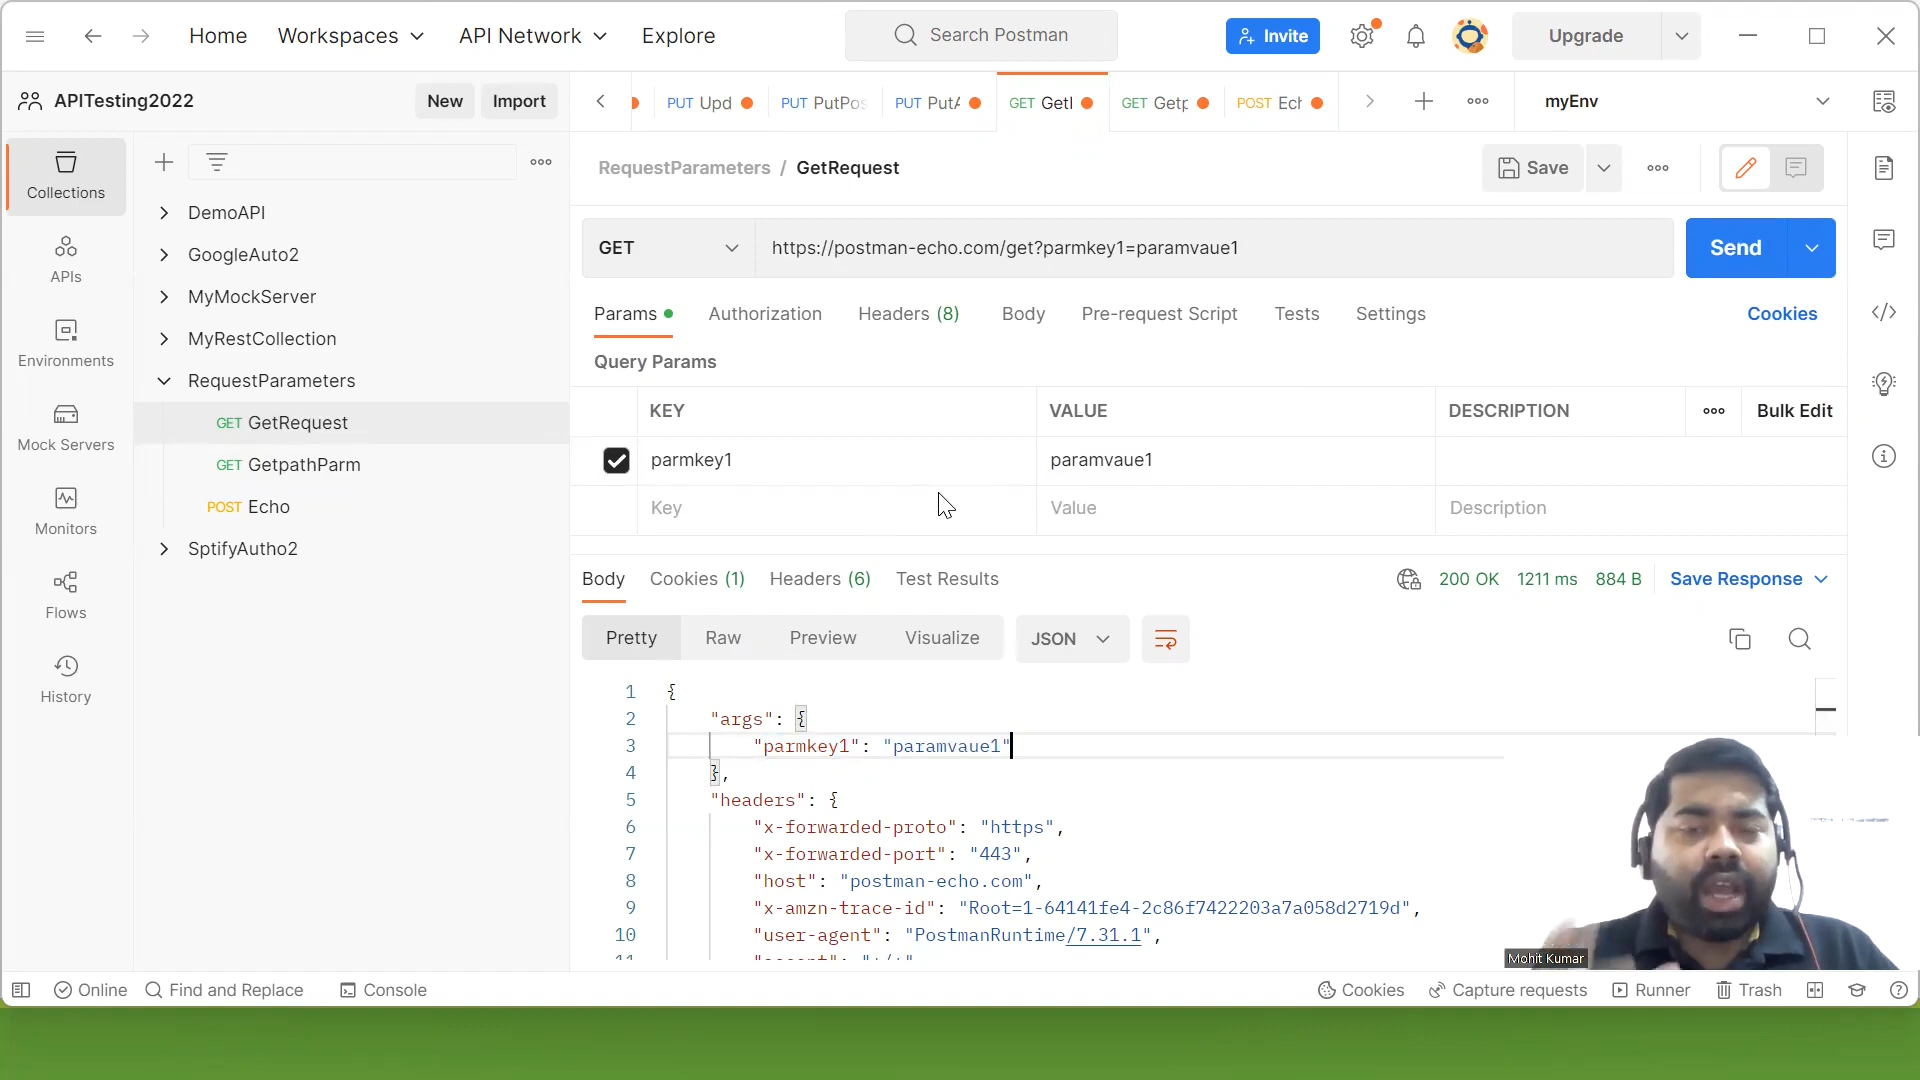 Home Workspaces API Network Explore Search Postman Invite Upgrade
APITesting2022 New Import PUT Upd PUT PutPos PUT PutA GET GetI GET Getp POST Ech myEnv
RequestParameters / GetRequest Save
Collections
DemoAPI
GET https://postman-echo.com/get?parmkey1=paramvaue1 Send
GoogleAuto2
APIs
MyMockServer
Params Authorization Headers (8) Body Pre-request Script Tests Settings Cookies
MyRestCollection
Environments
Query Params
RequestParameters
KEY VALUE DESCRIPTION Bulk Edit
GET GetRequest
Mock Servers
parmkey1 paramvaue1
GET GetpathParm
Key Value Description
POST Echo
Monitors
SptifyAutho2
Body Cookies (1) Headers (6) Test Results 200 OK 1211 ms 884 B Save Response
Flows
Pretty Raw Preview Visualize JSON
History
1 {
2 "args": {
3 "parmkey1": "paramvaue1"
4 },
5 "headers": {
6 "x-forwarded-proto": "https",
7 "x-forwarded-port": "443",
8 "host": "postman-echo.com",
9 "x-amzn-trace-id": "Root=1-64141fe4-2c86f7422203a7a058d2719d",
10 "user-agent": "PostmanRuntime/7.31.1",
11 "accept": "*/*"
Mohit Kumar
Online Find and Replace Console Cookies Capture requests Runner Trash